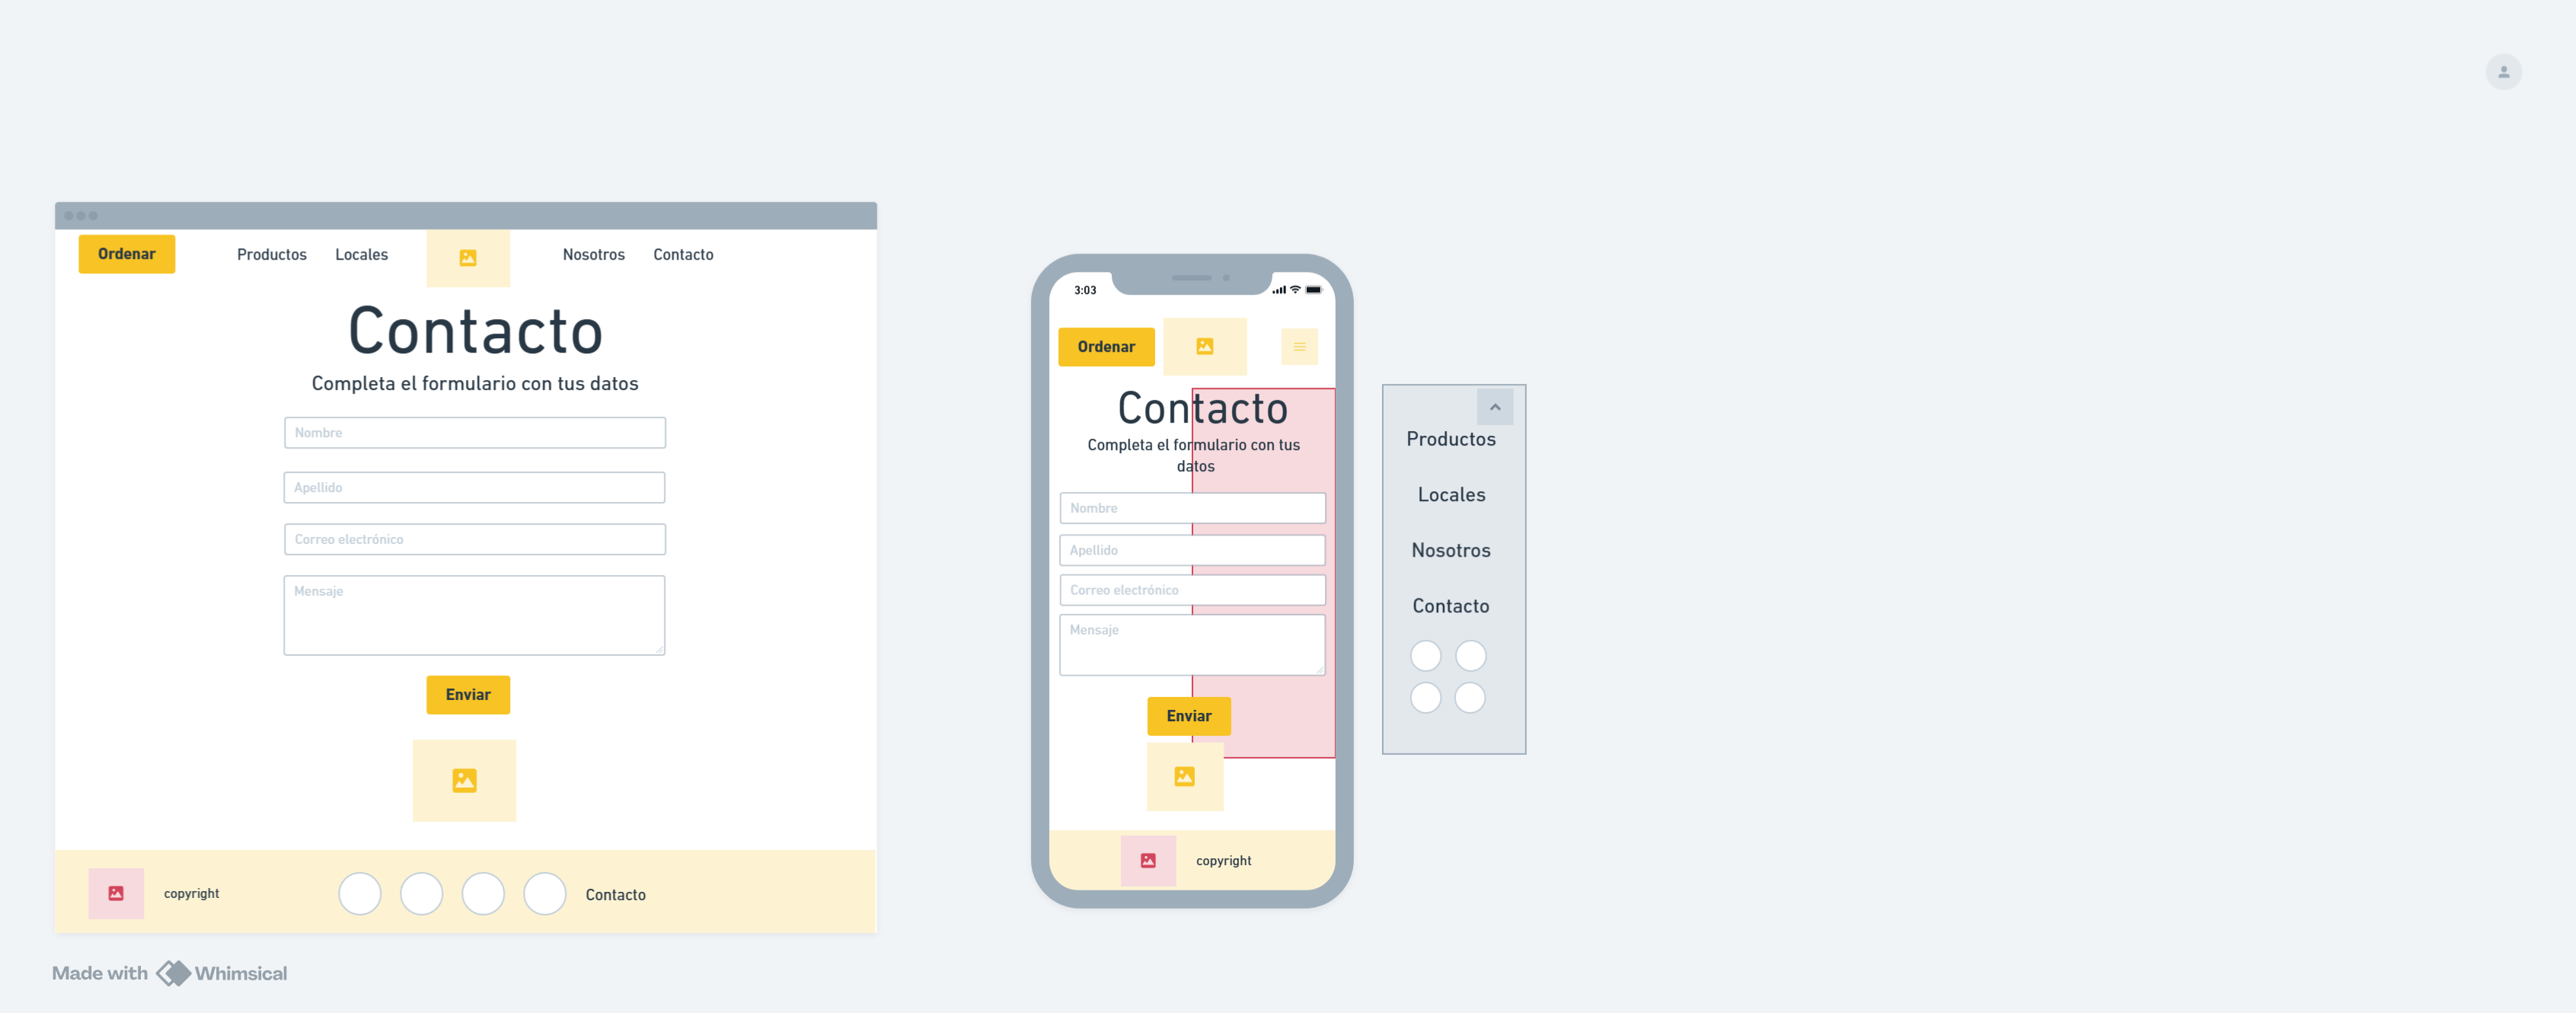 Ordenar
Productos
Locales
Nosotros
Contacto
Contacto
Completa el formulario con tus datos
Nombre
Apellido
Correo electrónico
Mensaje
Enviar
copyright
Contacto
Made with Whimsical
3:03
Ordenar
Contacto
Completa el formulario con tus
datos
Nombre
Apellido
Correo electrónico
Mensaje
Enviar
copyright
Productos
Locales
Nosotros
Contacto